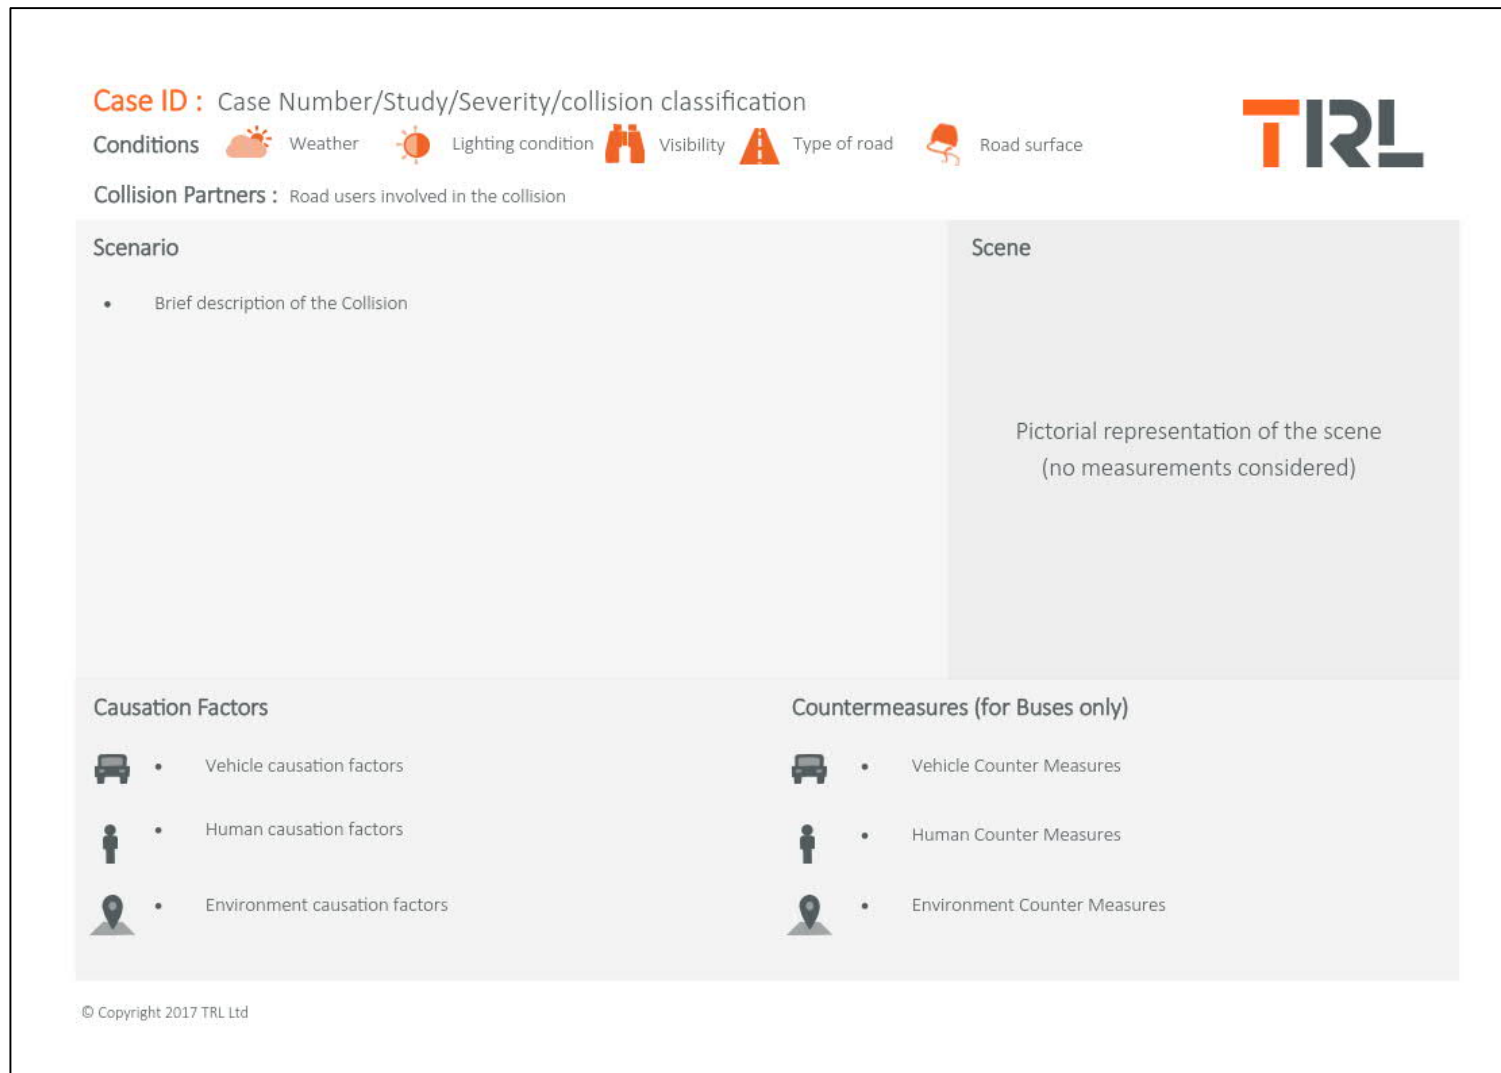 Case ID : Case Number/Study/Severity/collision classification
TRL
Conditions Weather Lighting condition Visibility Type of road Road surface
Collision Partners : Road users involved in the collision
Scenario
• Brief description of the Collision
Scene
Pictorial representation of the scene
(no measurements considered)
Causation Factors
• Vehicle causation factors
• Human causation factors
• Environment causation factors
Countermeasures (for Buses only)
• Vehicle Counter Measures
• Human Counter Measures
• Environment Counter Measures
© Copyright 2017 TRL Ltd